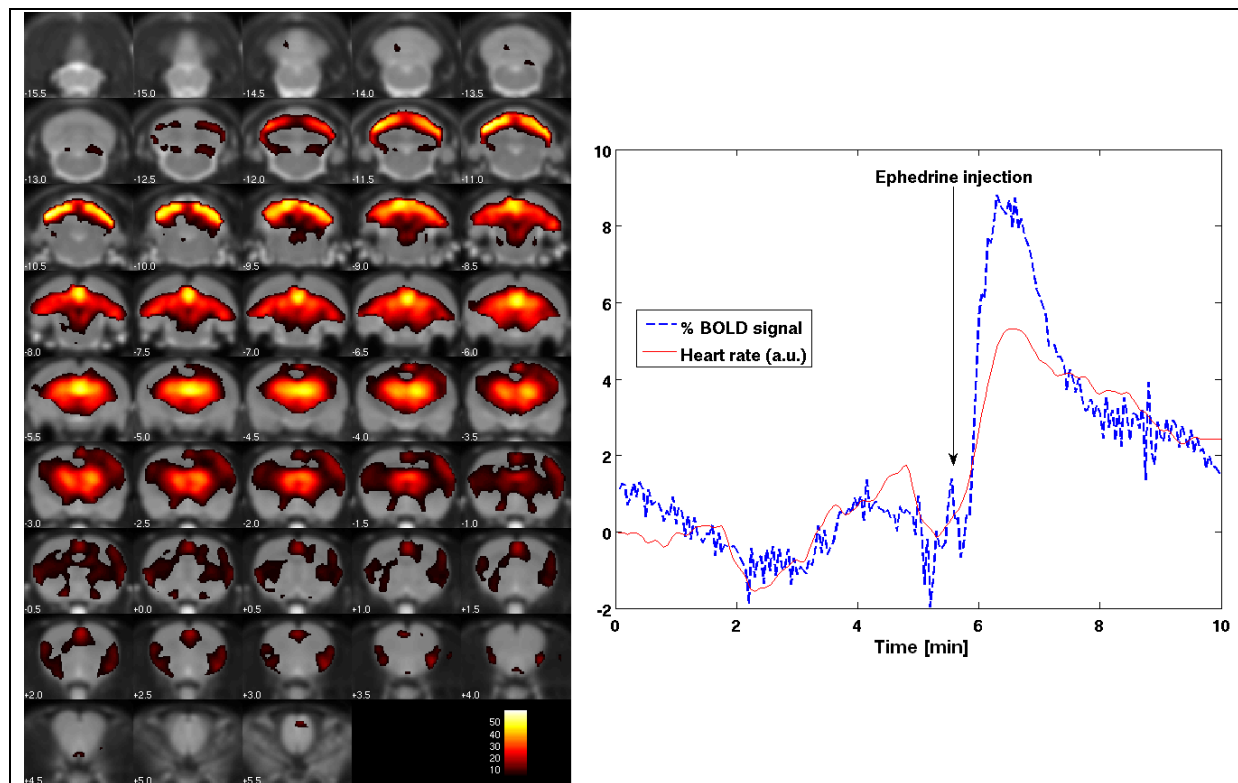 -15.5 -15.0 -14.5 -14.0 -13.5
-13.0 -12.5 -12.0 -11.5 -11.0
-10.5 -10.0 -9.5 -9.0 -8.5
-8.0 -7.5 -7.0 -6.5 -6.0
-5.5 -5.0 -4.5 -4.0 -3.5
-3.0 -2.5 -2.0 -1.5 -1.0
-0.5 +0.0 +0.5 +1.0 +1.5
+2.0 +2.5 +3.0 +3.5 +4.0
+4.5 +5.0 +5.5
50
40
30
20
10
10
8
6
4
2
0
-2
Ephedrine injection
% BOLD signal
Heart rate (a.u.)
0 2 4 6 8 10
Time [min]